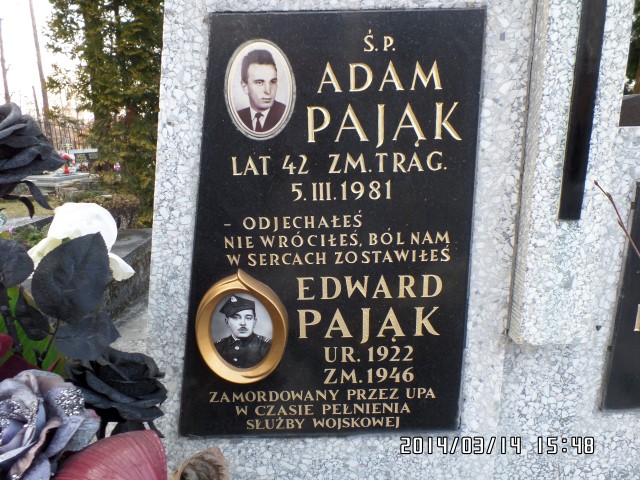 Ś.P.
ADAM
PAJĄK
LAT 42 ZM. TRAG.
5.III.1981
- ODJECHAŁEŚ
NIE WRÓCIŁEŚ, BÓL NAM
W SERCACH ZOSTAWIŁEŚ
EDWARD
PAJĄK
UR. 1922
ZM. 1946
ZAMORDOWANY PRZEZ UPA
W CZASIE PEŁNIENIA
SŁUŻBY WOJSKOWEJ
2014/03/14 15:48